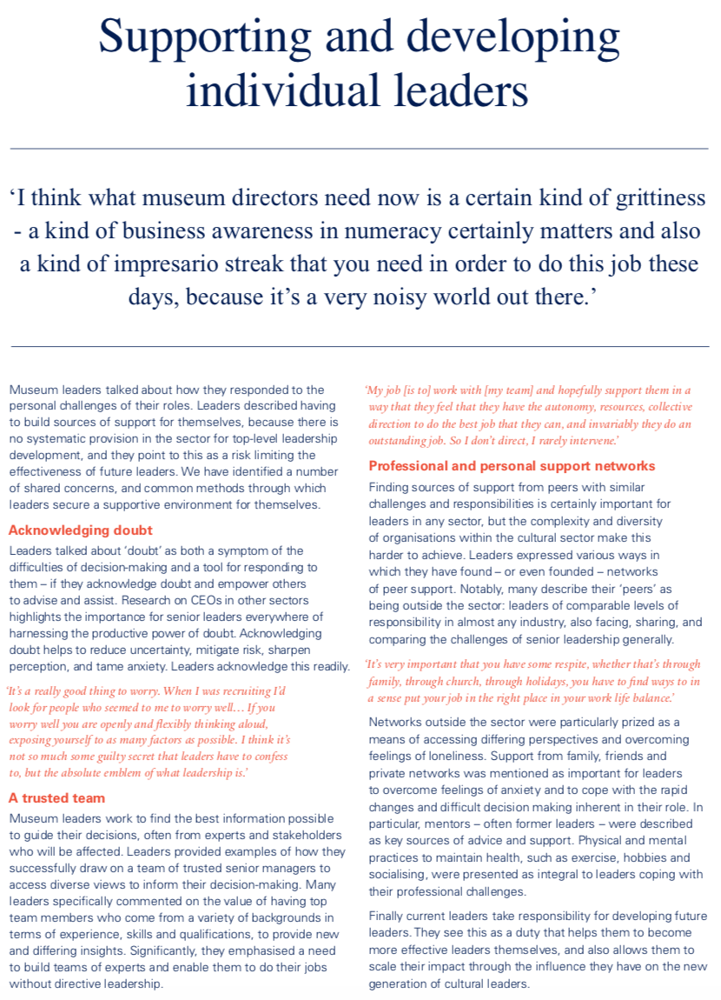 Supporting and developing
individual leaders
‘I think what museum directors need now is a certain kind of grittiness
- a kind of business awareness in numeracy certainly matters and also
a kind of impresario streak that you need in order to do this job these
days, because it’s a very noisy world out there.’
Museum leaders talked about how they responded to the
personal challenges of their roles. Leaders described having
to build sources of support for themselves, because there is
no systematic provision in the sector for top-level leadership
development, and they point to this as a risk limiting the
effectiveness of future leaders. We have identified a number
of shared concerns, and common methods through which
leaders secure a supportive environment for themselves.
Acknowledging doubt
Leaders talked about ‘doubt’ as both a symptom of the
difficulties of decision-making and a tool for responding to
them – if they acknowledge doubt and empower others
to advise and assist. Research on CEOs in other sectors
highlights the importance for senior leaders everywhere of
harnessing the productive power of doubt. Acknowledging
doubt helps to reduce uncertainty, mitigate risk, sharpen
perception, and tame anxiety. Leaders acknowledge this readily.
‘It’s a really good thing to worry. When I was recruiting I’d
look for people who seemed to me to worry well… If you
worry well you are openly and flexibly thinking aloud,
exposing yourself to as many factors as possible. I think it’s
not so much some guilty secret that leaders have to confess
to, but the absolute emblem of what leadership is.’
A trusted team
Museum leaders work to find the best information possible
to guide their decisions, often from experts and stakeholders
who will be affected. Leaders provided examples of how they
successfully draw on a team of trusted senior managers to
access diverse views to inform their decision-making. Many
leaders specifically commented on the value of having top
team members who come from a variety of backgrounds in
terms of experience, skills and qualifications, to provide new
and differing insights. Significantly, they emphasised a need
to build teams of experts and enable them to do their jobs
without directive leadership.
‘My job [is to] work with [my team] and hopefully support them in a
way that they feel that they have the autonomy, resources, collective
direction to do the best job that they can, and invariably they do an
outstanding job. So I don’t direct, I rarely intervene.’
Professional and personal support networks
Finding sources of support from peers with similar
challenges and responsibilities is certainly important for
leaders in any sector, but the complexity and diversity
of organisations within the cultural sector make this
harder to achieve. Leaders expressed various ways in
which they have found – or even founded – networks
of peer support. Notably, many describe their ‘peers’ as
being outside the sector: leaders of comparable levels of
responsibility in almost any industry, also facing, sharing, and
comparing the challenges of senior leadership generally.
‘It’s very important that you have some respite, whether that’s through
family, through church, through holidays, you have to find ways to in
a sense put your job in the right place in your work life balance.’
Networks outside the sector were particularly prized as a
means of accessing differing perspectives and overcoming
feelings of loneliness. Support from family, friends and
private networks was mentioned as important for leaders
to overcome feelings of anxiety and to cope with the rapid
changes and difficult decision making inherent in their role. In
particular, mentors – often former leaders – were described
as key sources of advice and support. Physical and mental
practices to maintain health, such as exercise, hobbies and
socialising, were presented as integral to leaders coping with
their professional challenges.
Finally current leaders take responsibility for developing future
leaders. They see this as a duty that helps them to become
more effective leaders themselves, and also allows them to
scale their impact through the influence they have on the new
generation of cultural leaders.